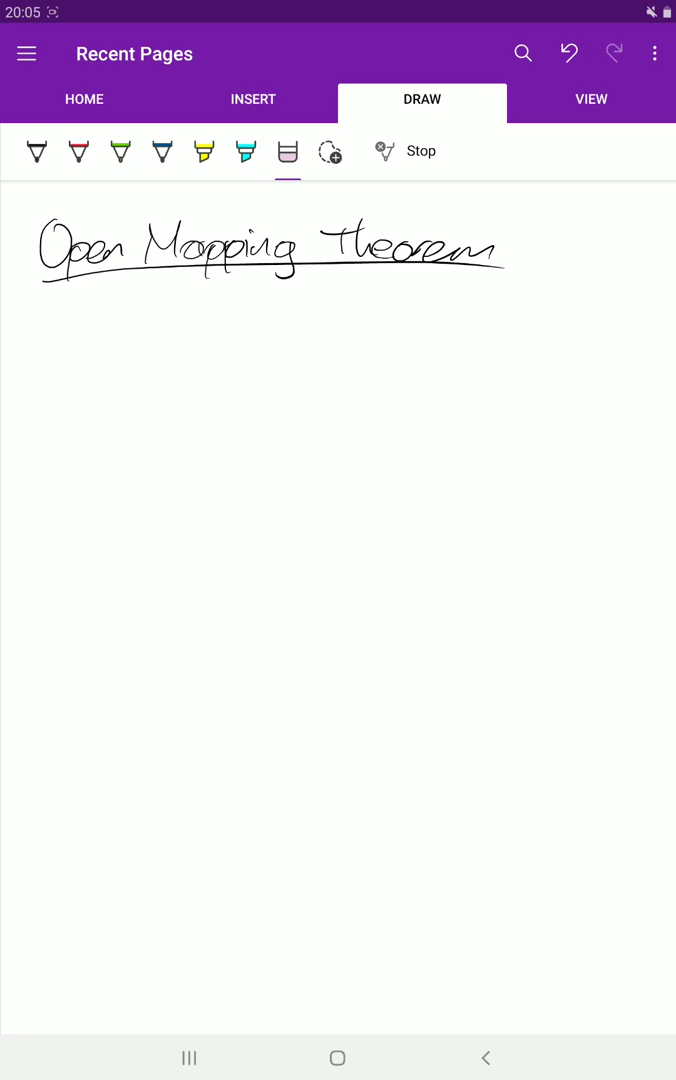 20:05
Recent Pages
HOME INSERT DRAW VIEW
Stop
Open Mapping Theorem